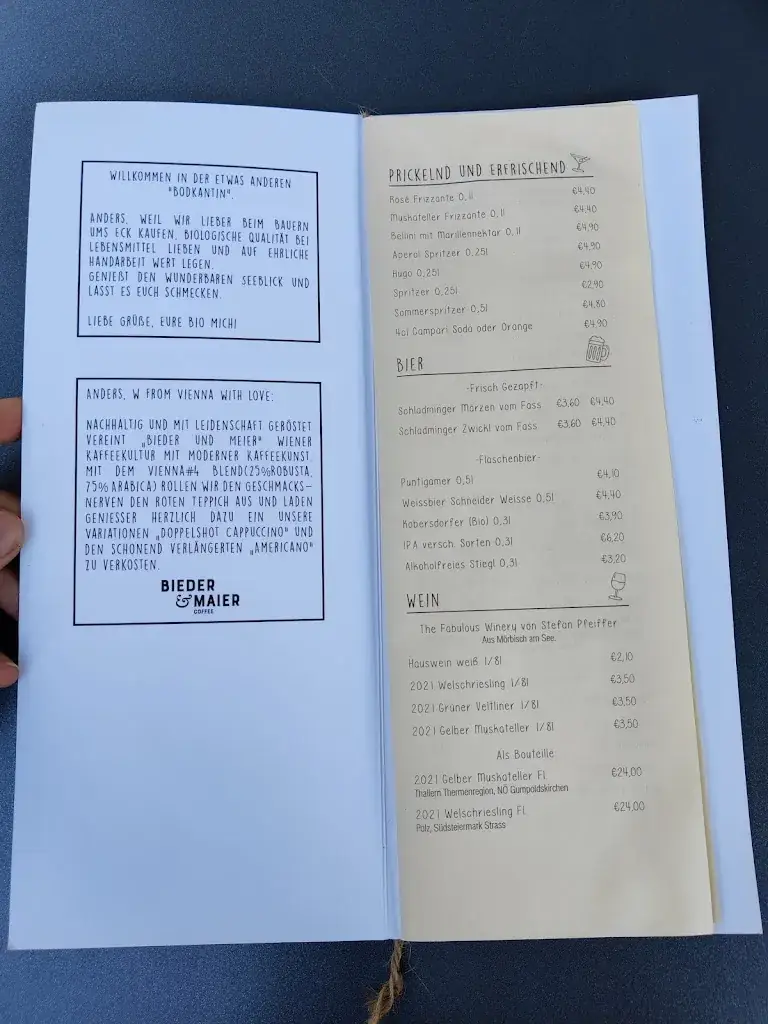 WILLKOMMEN IN DER ETWAS ANDEREN
"BODKANTIN".
ANDERS, WEIL WIR LIEBER BEIM BAUERN
UMS ECK KAUFEN, BIOLOGISCHE QUALITÄT BEI
LEBENSMITTEL LIEBEN UND AUF EHRLICHE
HANDARBEIT WERT LEGEN.
GENIEßT DEN WUNDERBAREN SEEBLICK UND
LASST ES EUCH SCHMECKEN.
LIEBE GRÜßE, EURE BIO MICHI
ANDERS, W FROM VIENNA WITH LOVE:
NACHHALTIG UND MIT LEIDENSCHAFT GERÖSTET
VEREINT „BIEDER UND MEIER" WIENER
KAFFEEKULTUR MIT MODERNER KAFFEEKUNST.
MIT DEM VIENNA#4 BLEND(25%ROBUSTA,
75% ARABICA) ROLLEN WIR DEN GESCHMACKS-
NERVEN DEN ROTEN TEPPICH AUS UND LADEN
GENIESSER HERZLICH DAZU EIN UNSERE
VARIATIONEN „DOPPELSHOT CAPPUCCINO" UND
DEN SCHONEND VERLÄNGERTEN „AMERICANO"
ZU VERKOSTEN.
BIEDER
&MAIER
COFFEE
PRICKELND UND ERFRISCHEND
Rosé Frizzante 0,1l €4,40
Muskateller Frizzante 0,1l €4,40
Bellini mit Marillennektar 0,1l €4,90
Aperol Spritzer 0,25l €4,90
Hugo 0,25l €4,90
Spritzer 0,25l €2,90
Sommerspritzer 0,5l €4,80
4cl Campari Soda oder Orange €4,90
BIER
-Frisch Gezapft-
Schladminger Märzen vom Fass €3,60 €4,40
Schladminger Zwickl vom Fass €3,60 €4,40
-Flaschenbier-
Puntigamer 0,5l €4,10
Weissbier Schneider Weisse 0,5l €4,40
Kobersdorfer (Bio) 0,3l €3,90
IPA versch. Sorten 0,3l €6,20
Alkoholfreies Stiegl 0,3l €3,20
WEIN
The Fabulous Winery von Stefan Pfeiffer
Aus Mörbisch am See.
Hauswein weiß 1/8l €2,10
2021 Welschriesling 1/8l €3,50
2021 Grüner Veltliner 1/8l €3,50
2021 Gelber Muskateller 1/8l €3,50
Als Bouteille:
2021 Gelber Muskateller Fl. €24,00
Thallern Thermenregion, NÖ Gumpoldskirchen
2021 Welschriesling Fl. €24,00
Polz, Südsteiermark Strass